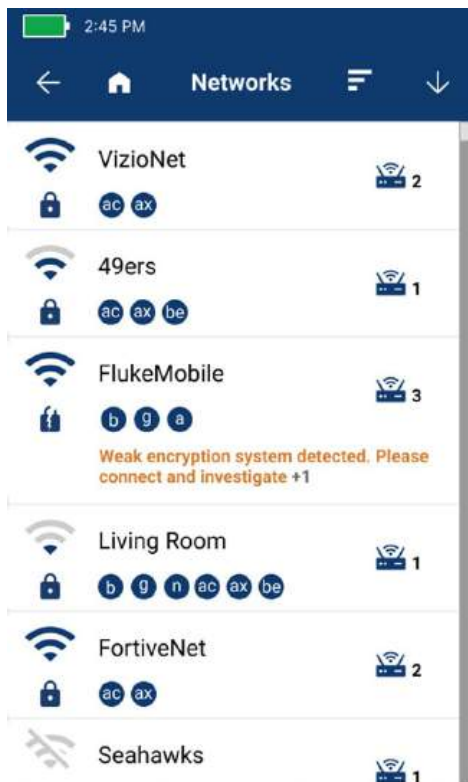 2:45 PM
Networks
VizioNet
2
ac ax
49ers
1
ac ax be
FlukeMobile
3
b g a
Weak encryption system detected. Please
connect and investigate +1
Living Room
1
b g n ac ax be
FortiveNet
2
ac ax
Seahawks
1